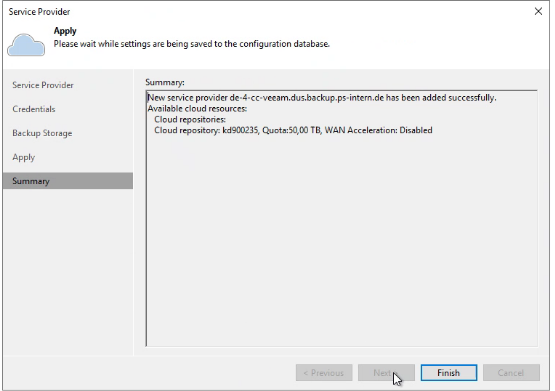 Service Provider
Apply
Please wait while settings are being saved to the configuration database.
Service Provider
Credentials
Backup Storage
Apply
Summary
Summary:
New service provider de-4-cc-veeam.dus.backup.ps-intern.de has been added successfully.
Available cloud resources:
Cloud repositories:
Cloud repository: kd900235, Quota:50,00 TB, WAN Acceleration: Disabled
< Previous
Next >
Finish
Cancel